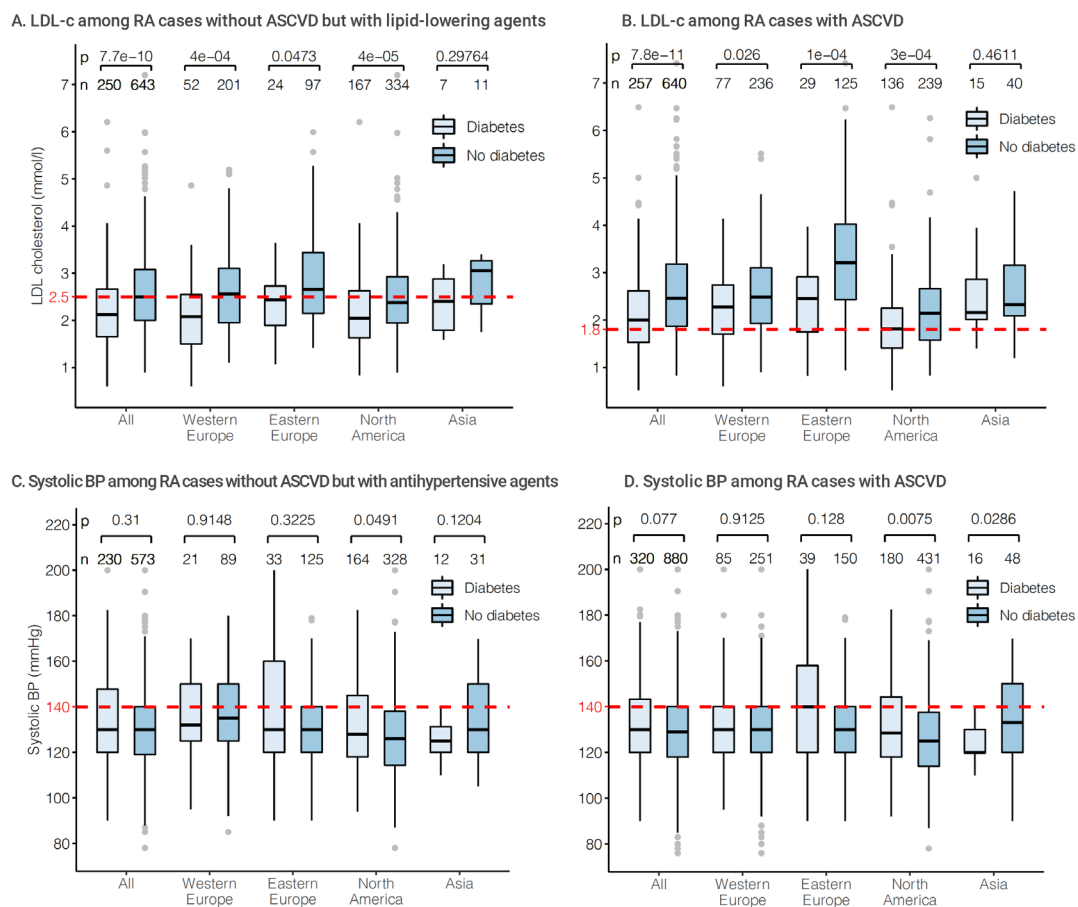 A. LDL-c among RA cases without ASCVD but with lipid-lowering agents
p 7.7e−10 4e−04 0.0473 4e−05 0.29764
n 250 643 52 201 24 97 167 334 7 11
Diabetes
No diabetes
LDL cholesterol (mmol/l)
7
6
5
4
3
2.5
2
1
All Western Europe Eastern Europe North America Asia
B. LDL-c among RA cases with ASCVD
p 7.8e−11 0.026 1e−04 3e−04 0.4611
n 257 640 77 236 29 125 136 239 15 40
Diabetes
No diabetes
7
6
5
4
3
2
1.8
1
All Western Europe Eastern Europe North America Asia
C. Systolic BP among RA cases without ASCVD but with antihypertensive agents
p 0.31 0.9148 0.3225 0.0491 0.1204
n 230 573 21 89 33 125 164 328 12 31
Diabetes
No diabetes
Systolic BP (mmHg)
220
200
180
160
140
120
100
80
All Western Europe Eastern Europe North America Asia
D. Systolic BP among RA cases with ASCVD
p 0.077 0.9125 0.128 0.0075 0.0286
n 320 880 85 251 39 150 180 431 16 48
Diabetes
No diabetes
220
200
180
160
140
120
100
80
All Western Europe Eastern Europe North America Asia